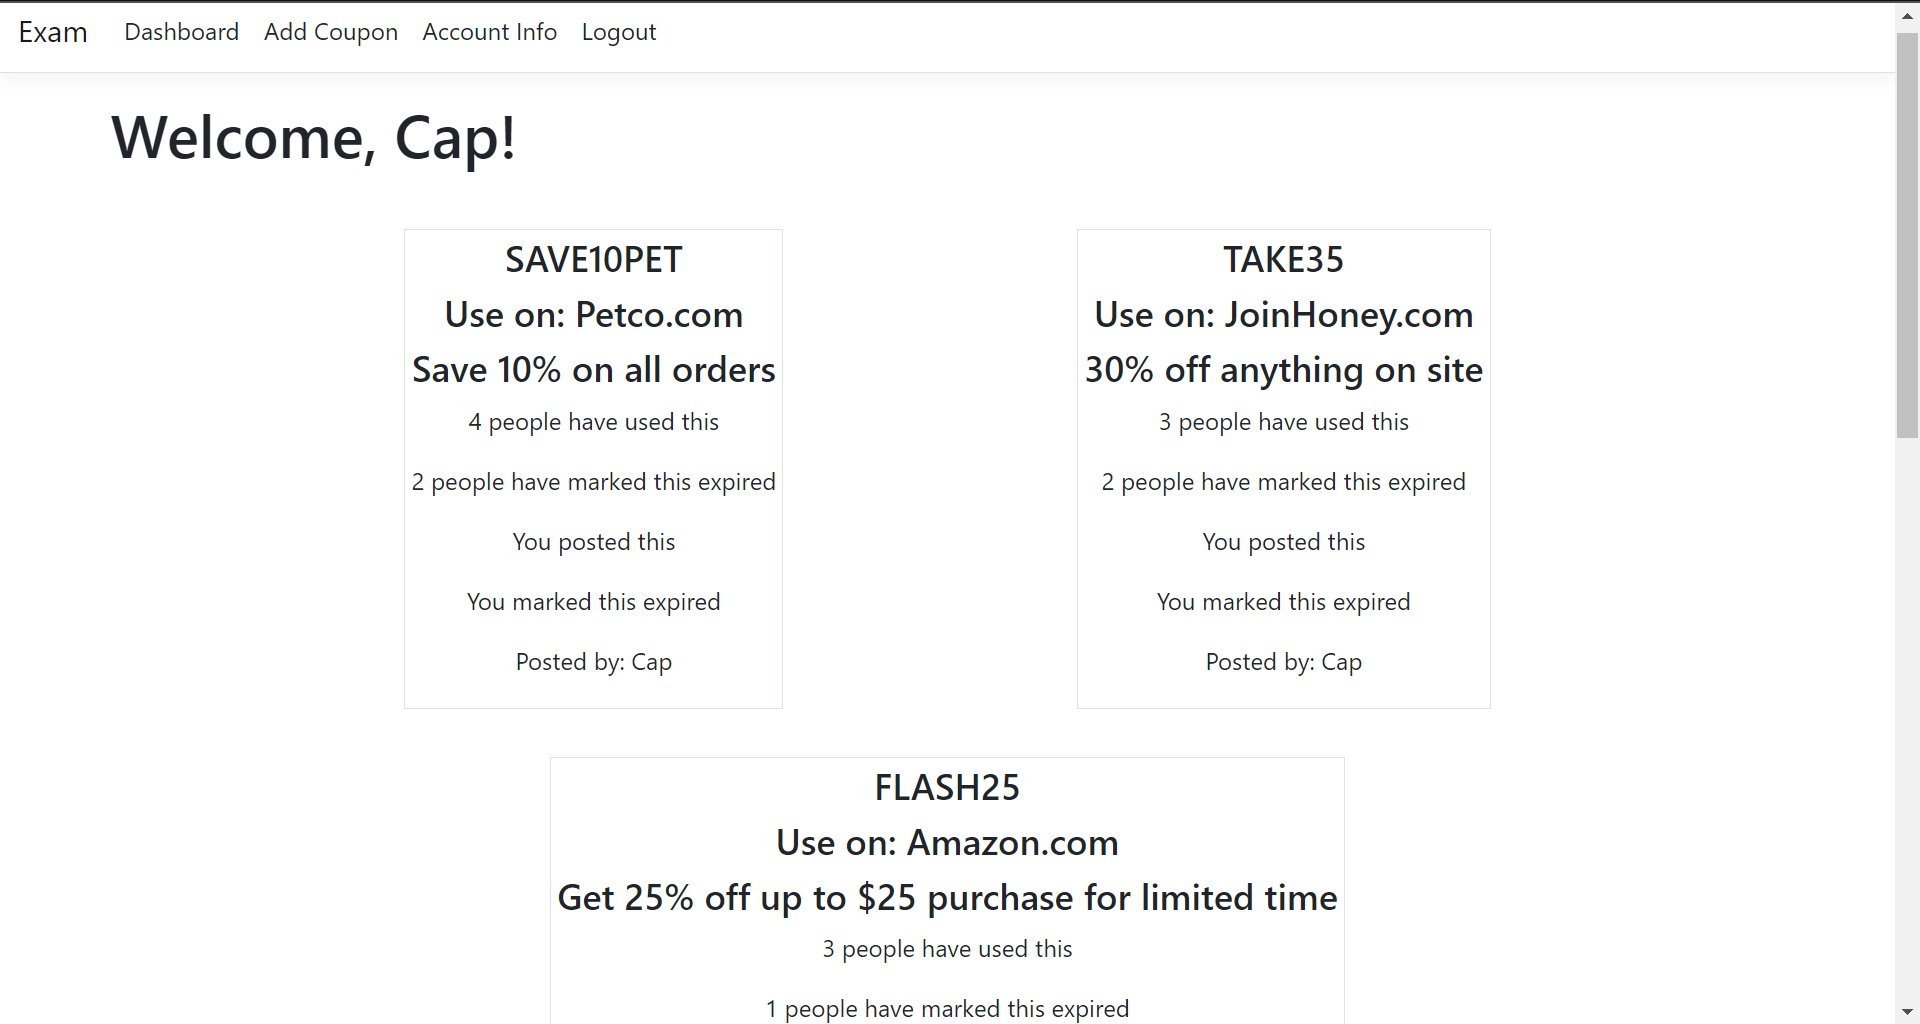 Exam Dashboard Add Coupon Account Info Logout
Welcome, Cap!
SAVE10PET
Use on: Petco.com
Save 10% on all orders
4 people have used this
2 people have marked this expired
You posted this
You marked this expired
Posted by: Cap
TAKE35
Use on: JoinHoney.com
30% off anything on site
3 people have used this
2 people have marked this expired
You posted this
You marked this expired
Posted by: Cap
FLASH25
Use on: Amazon.com
Get 25% off up to $25 purchase for limited time
3 people have used this
1 people have marked this expired